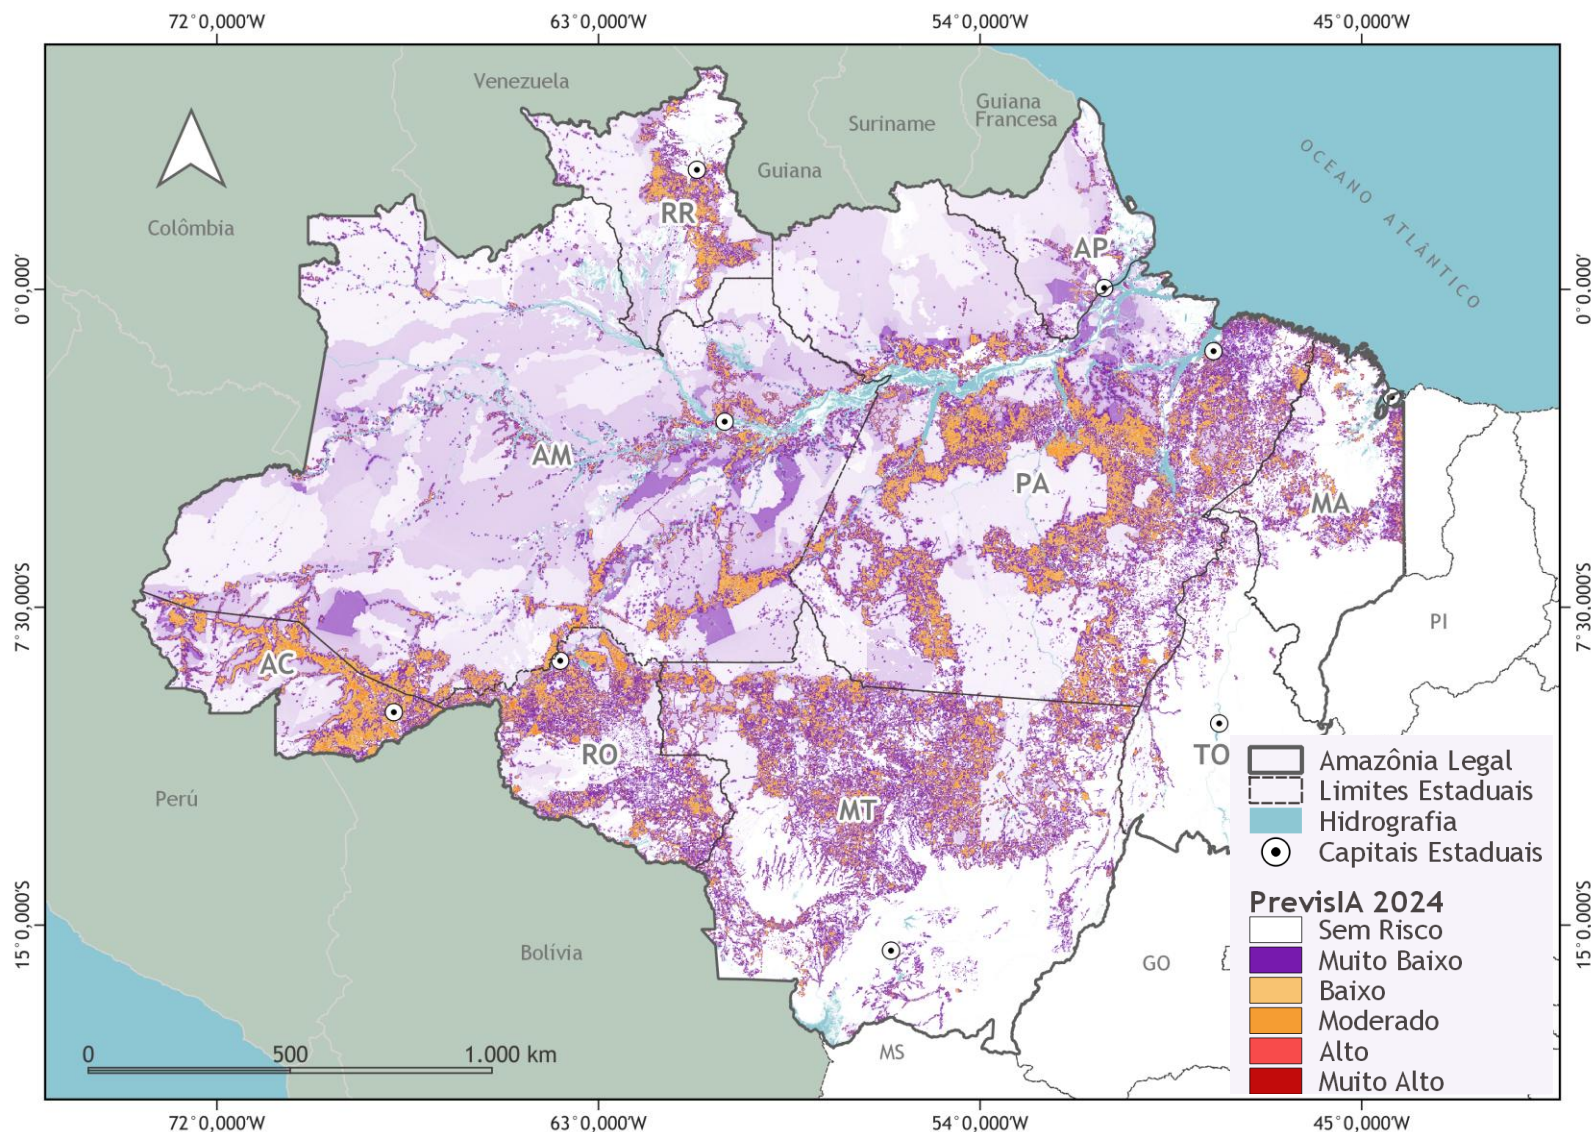 72°0,000'W
63°0,000'W
54°0,000'W
45°0,000'W
Venezuela
Guiana
Francesa
Suriname
Guiana
Colômbia
OCEANO ATLÂNTICO
RR
AP
0°0,000'
0°0,000'
AM
PA
MA
7°30,000'S
7°30,000'S
PI
AC
RO
TO
MT
Perú
Bolívia
GO
MS
15°0,000'S
15°0,000'S
Amazônia Legal
Limites Estaduais
Hidrografia
Capitais Estaduais
PrevisIA 2024
Sem Risco
Muito Baixo
Baixo
Moderado
Alto
Muito Alto
0 500 1.000 km
72°0,000'W
63°0,000'W
54°0,000'W
45°0,000'W